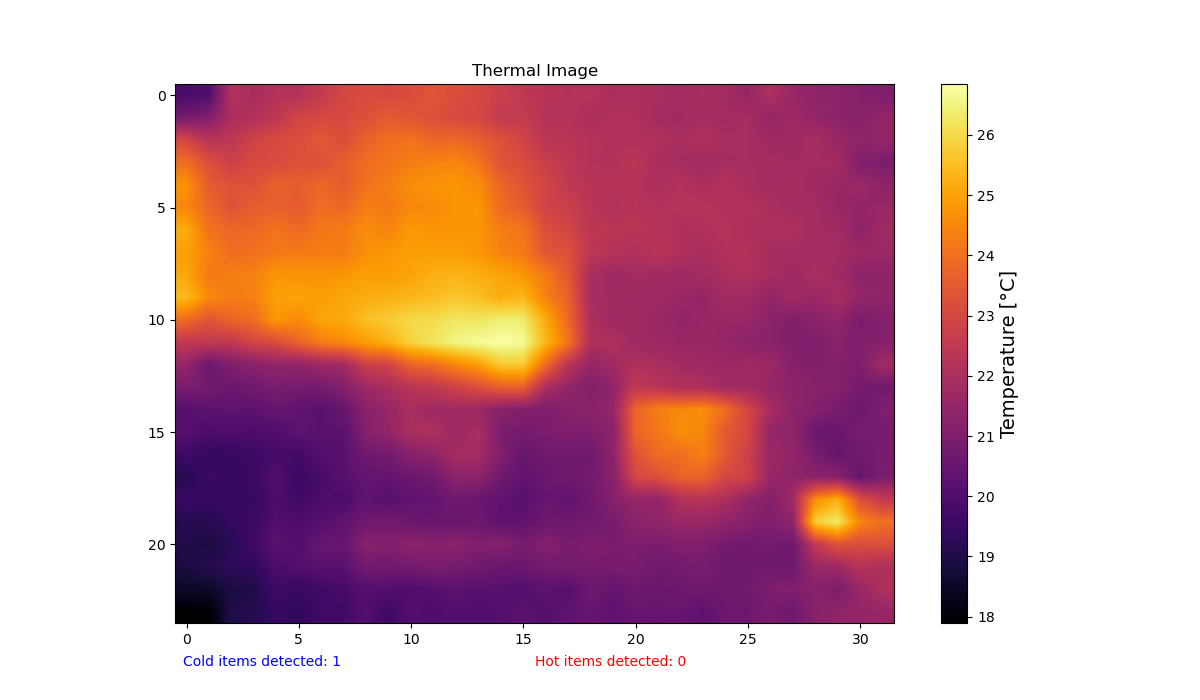 Thermal Image
0
5
10
15
20
0 5 10 15 20 25 30
26
25
24
23
22
21
20
19
18
Temperature [°C]
Cold items detected: 1
Hot items detected: 0